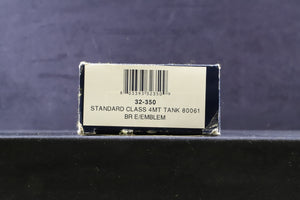 32-350
STANDARD CLASS 4MT TANK 80061
BR E/EMBLEM